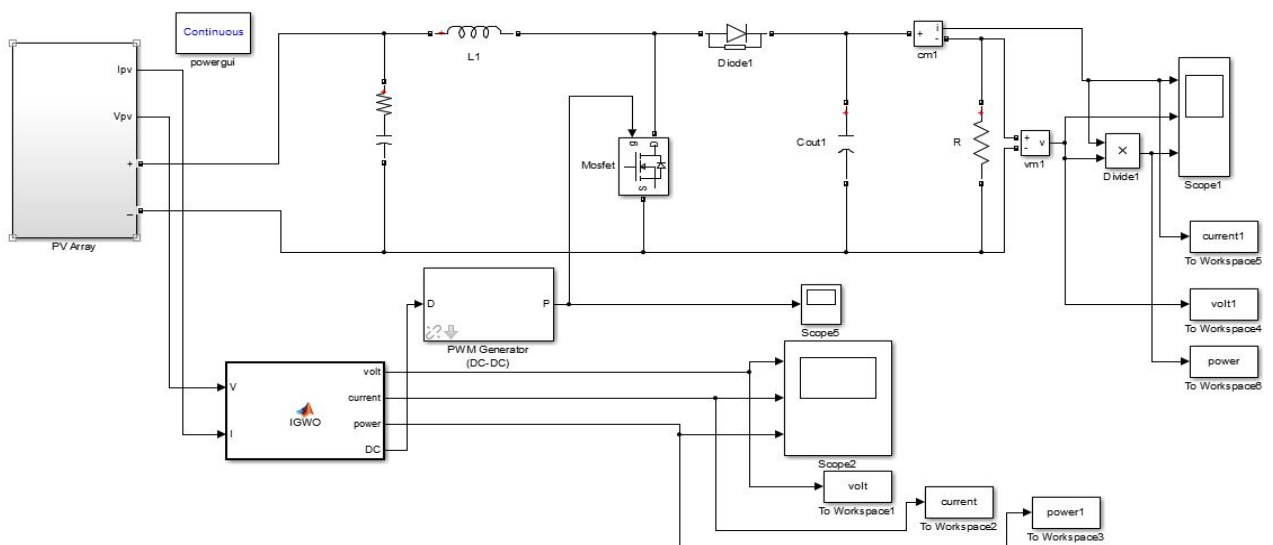 Continuous
powergui
Ipv
Vpv
+
–
PV Array
L1
Diode1
+
-
i
cm1
g
D
S
Mosfet
Cout1
R
+
-
v
vm1
×
Divide1
Scope1
current1
To Workspace5
volt1
To Workspace4
power
To Workspace6
D
P
PWM Generator
(DC-DC)
Scope5
V
I
IGWO
volt
current
power
DC
Scope2
volt
To Workspace1
current
To Workspace2
power1
To Workspace3